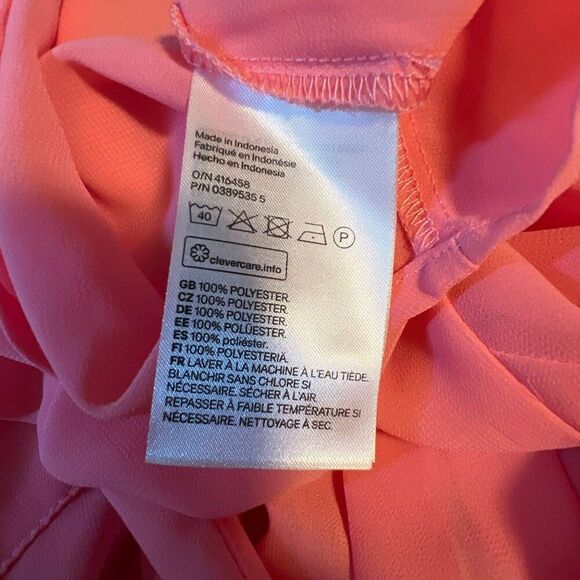 Made in Indonesia
Fabriqué en Indonésie
Hecho en Indonesia
O/N 416458
P/N 0389535 5
40 P
clevercare.info
GB 100% POLYESTER.
CZ 100% POLYESTER.
DE 100% POLYESTER.
EE 100% POLÜESTER.
ES 100% poliéster.
FI 100% POLYESTERIÄ.
FR LAVER À LA MACHINE À L'EAU TIÈDE.
BLANCHIR SANS CHLORE SI
NÉCESSAIRE. SÉCHER À L'AIR.
REPASSER À FAIBLE TEMPÉRATURE SI
NÉCESSAIRE. NETTOYAGE À SEC.